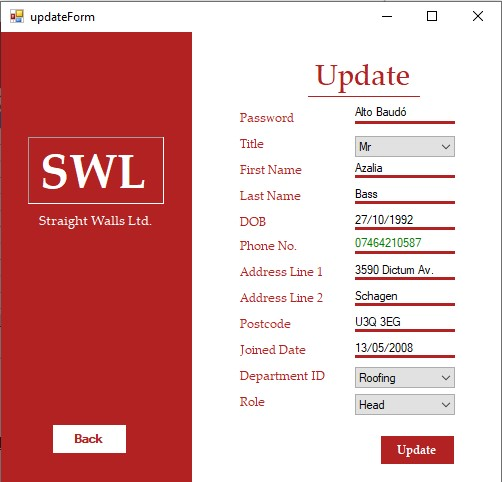 updateForm
SWL
Straight Walls Ltd.
Back
Update
Password Alto Baudó
Title Mr
First Name Azalia
Last Name Bass
DOB 27/10/1992
Phone No. 07464210587
Address Line 1 3590 Dictum Av.
Address Line 2 Schagen
Postcode U3Q 3EG
Joined Date 13/05/2008
Department ID Roofing
Role Head
Update